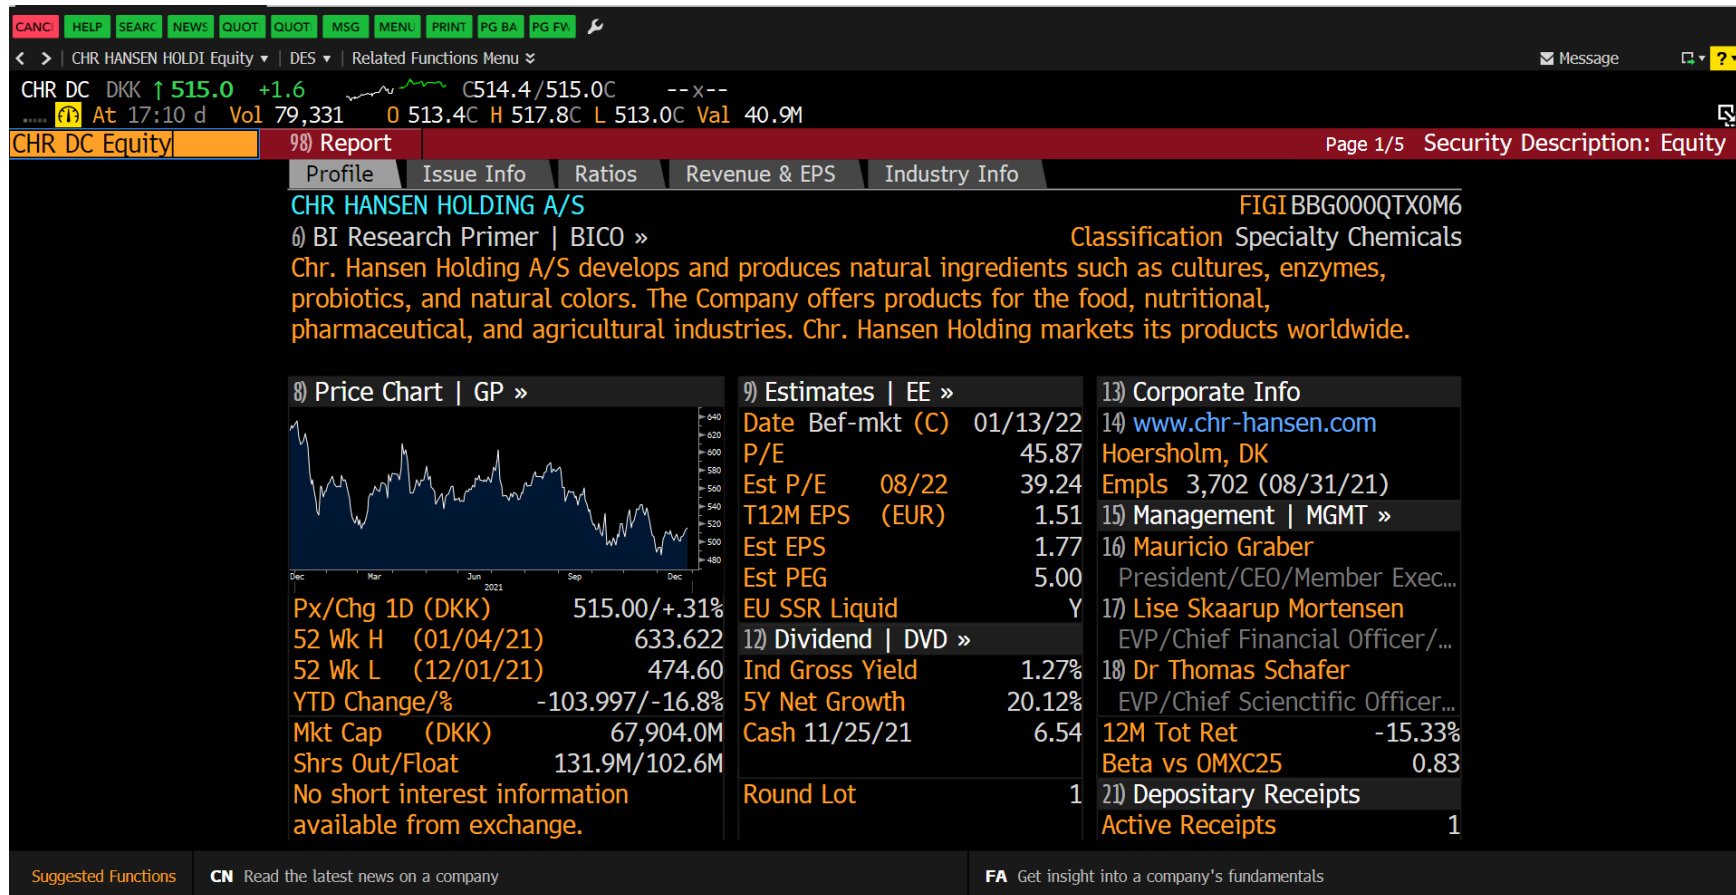 CANC HELP SEARC NEWS QUOT QUOT MSG MENU PRINT PG BA PG FW
< > CHR HANSEN HOLDI Equity ▾ DES ▾ Related Functions Menu Message ?
CHR DC DKK ↑ 515.0 +1.6 C514.4/515.0C --x--
At 17:10 d Vol 79,331 O 513.4C H 517.8C L 513.0C Val 40.9M
CHR DC Equity 98) Report Page 1/5 Security Description: Equity
Profile Issue Info Ratios Revenue & EPS Industry Info
CHR HANSEN HOLDING A/S FIGI BBG000QTX0M6
6) BI Research Primer | BICO » Classification Specialty Chemicals
Chr. Hansen Holding A/S develops and produces natural ingredients such as cultures, enzymes,
probiotics, and natural colors. The Company offers products for the food, nutritional,
pharmaceutical, and agricultural industries. Chr. Hansen Holding markets its products worldwide.
8) Price Chart | GP »
640
620
600
580
560
540
520
500
480
Dec Mar Jun Sep Dec
2021
Px/Chg 1D (DKK) 515.00/+.31%
52 Wk H (01/04/21) 633.622
52 Wk L (12/01/21) 474.60
YTD Change/% -103.997/-16.8%
Mkt Cap (DKK) 67,904.0M
Shrs Out/Float 131.9M/102.6M
No short interest information
available from exchange.
9) Estimates | EE »
Date Bef-mkt (C) 01/13/22
P/E 45.87
Est P/E 08/22 39.24
T12M EPS (EUR) 1.51
Est EPS 1.77
Est PEG 5.00
EU SSR Liquid Y
12) Dividend | DVD »
Ind Gross Yield 1.27%
5Y Net Growth 20.12%
Cash 11/25/21 6.54
Round Lot 1
13) Corporate Info
14) www.chr-hansen.com
Hoersholm, DK
Empls 3,702 (08/31/21)
15) Management | MGMT »
16) Mauricio Graber
President/CEO/Member Exec...
17) Lise Skaarup Mortensen
EVP/Chief Financial Officer/...
18) Dr Thomas Schafer
EVP/Chief Scienctific Officer...
12M Tot Ret -15.33%
Beta vs OMXC25 0.83
21) Depositary Receipts
Active Receipts 1
Suggested Functions CN Read the latest news on a company FA Get insight into a company's fundamentals